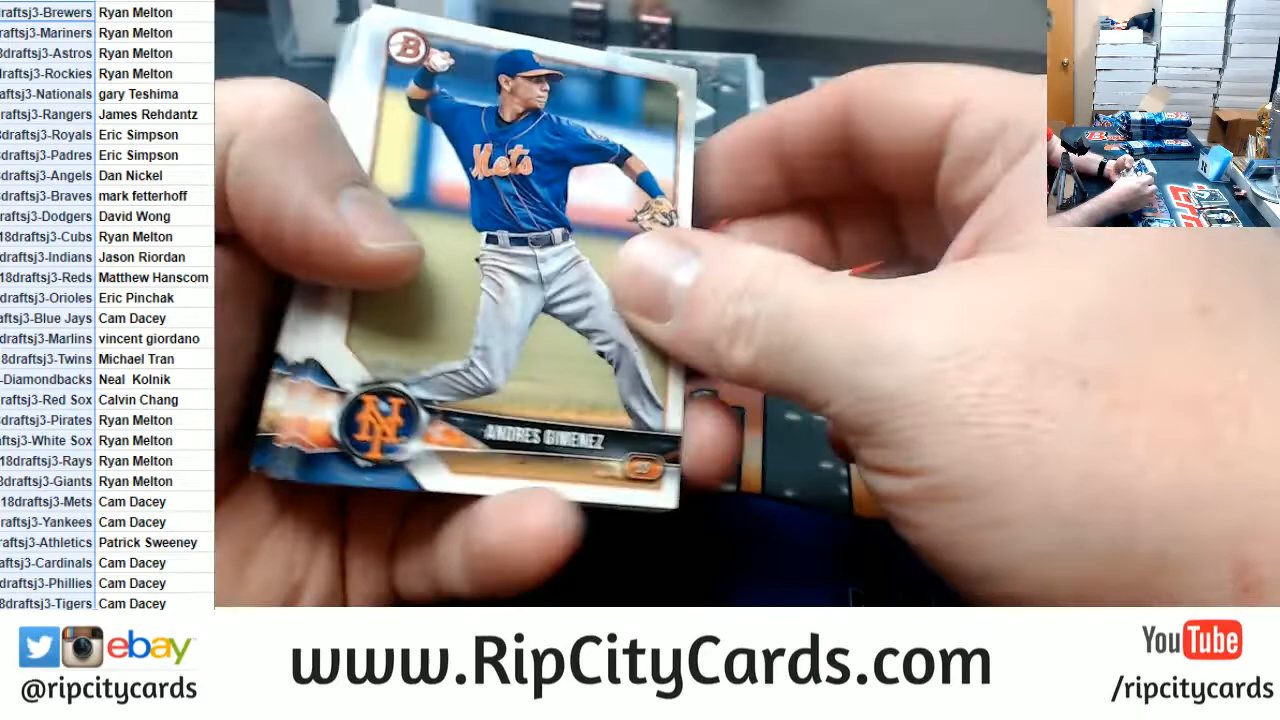 raftsj3-Brewers Ryan Melton
raftsj3-Mariners Ryan Melton
8draftsj3-Astros Ryan Melton
draftsj3-Rockies Ryan Melton
aftsj3-Nationals gary Teshima
raftsj3-Rangers James Rehdantz
draftsj3-Royals Eric Simpson
draftsj3-Padres Eric Simpson
draftsj3-Angels Dan Nickel
draftsj3-Braves mark fetterhoff
raftsj3-Dodgers David Wong
18draftsj3-Cubs Ryan Melton
draftsj3-Indians Jason Riordan
18draftsj3-Reds Matthew Hanscom
draftsj3-Orioles Eric Pinchak
aftsj3-Blue Jays Cam Dacey
draftsj3-Marlins vincent giordano
8draftsj3-Twins Michael Tran
-Diamondbacks Neal Kolnik
raftsj3-Red Sox Calvin Chang
draftsj3-Pirates Ryan Melton
aftsj3-White Sox Ryan Melton
18draftsj3-Rays Ryan Melton
8draftsj3-Giants Ryan Melton
18draftsj3-Mets Cam Dacey
raftsj3-Yankees Cam Dacey
raftsj3-Athletics Patrick Sweeney
aftsj3-Cardinals Cam Dacey
draftsj3-Phillies Cam Dacey
8draftsj3-Tigers Cam Dacey
B
Mets
NY
ANDRES GIMENEZ
ebay
@ripcitycards
www.RipCityCards.com
YouTube
/ripcitycards